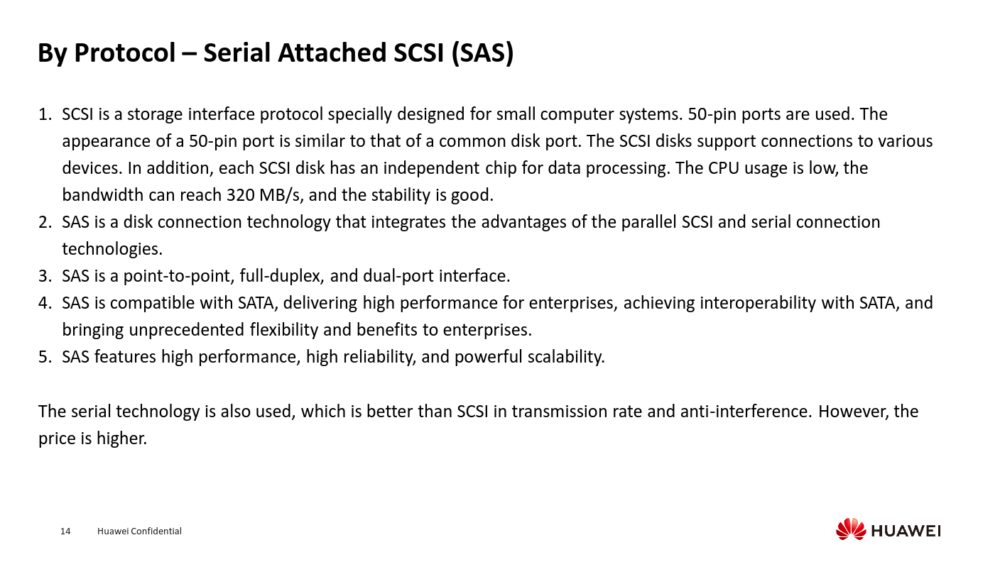 By Protocol – Serial Attached SCSI (SAS)
1. SCSI is a storage interface protocol specially designed for small computer systems. 50-pin ports are used. The
appearance of a 50-pin port is similar to that of a common disk port. The SCSI disks support connections to various
devices. In addition, each SCSI disk has an independent chip for data processing. The CPU usage is low, the
bandwidth can reach 320 MB/s, and the stability is good.
2. SAS is a disk connection technology that integrates the advantages of the parallel SCSI and serial connection
technologies.
3. SAS is a point-to-point, full-duplex, and dual-port interface.
4. SAS is compatible with SATA, delivering high performance for enterprises, achieving interoperability with SATA, and
bringing unprecedented flexibility and benefits to enterprises.
5. SAS features high performance, high reliability, and powerful scalability.
The serial technology is also used, which is better than SCSI in transmission rate and anti-interference. However, the
price is higher.
14 Huawei Confidential
HUAWEI